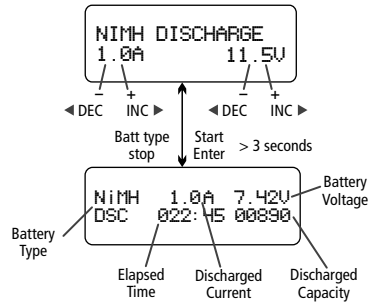 NIMH DISCHARGE
1.0A 11.5V
– + – +
◀ DEC INC ▶ ◀ DEC INC ▶
Batt type
stop
Start
Enter
> 3 seconds
Battery
Voltage
NiMH 1.0A 7.42V
DSC 022:45 00890
Battery
Type
Elapsed
Time
Discharged
Current
Discharged
Capacity